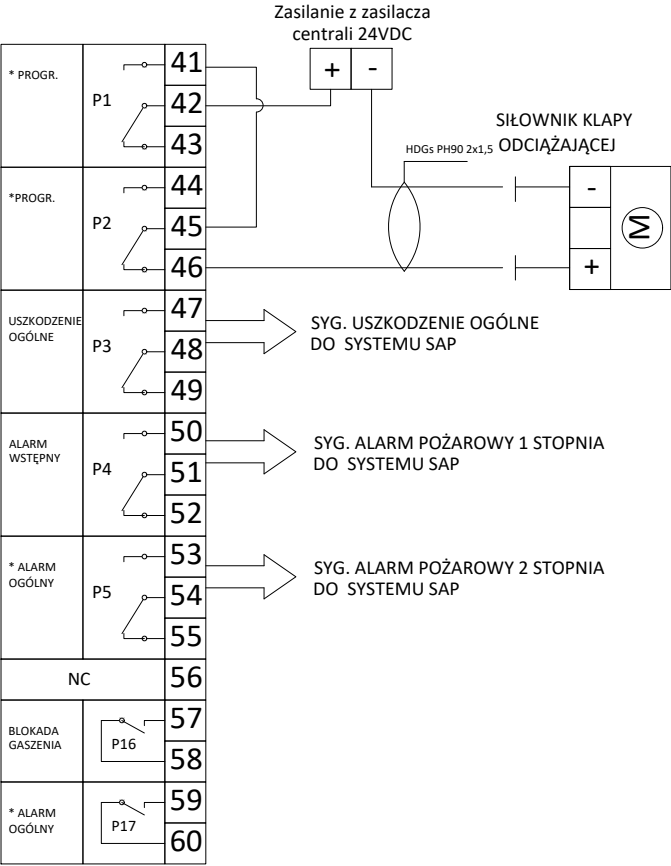 Zasilanie z zasilacza
centrali 24VDC
+ -
* PROGR.
P1
41
42
43
SIŁOWNIK KLAPY
ODCIĄŻAJĄCEJ
HDGs PH90 2x1,5
-
M
+
*PROGR.
P2
44
45
46
USZKODZENIE
OGÓLNE
P3
47
48
49
SYG. USZKODZENIE OGÓLNE
DO SYSTEMU SAP
ALARM
WSTĘPNY
P4
50
51
52
SYG. ALARM POŻAROWY 1 STOPNIA
DO SYSTEMU SAP
* ALARM
OGÓLNY
P5
53
54
55
SYG. ALARM POŻAROWY 2 STOPNIA
DO SYSTEMU SAP
NC
56
BLOKADA
GASZENIA
P16
57
58
* ALARM
OGÓLNY
P17
59
60